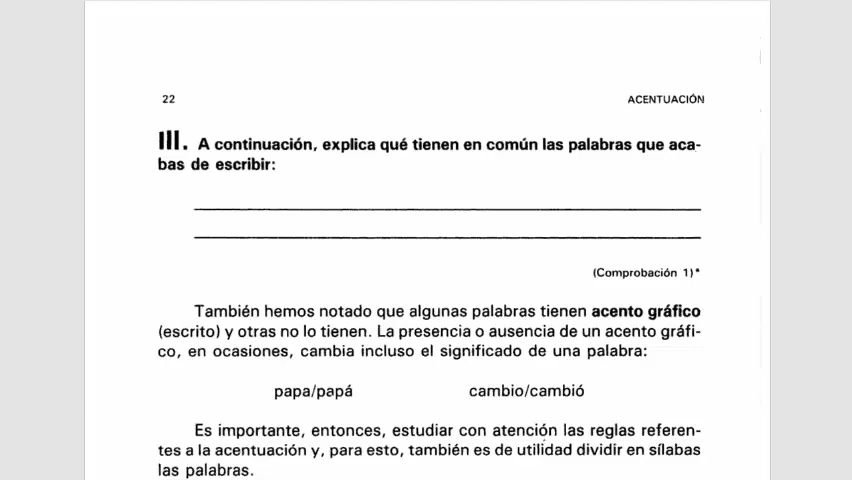 22 ACENTUACIÓN
III. A continuación, explica qué tienen en común las palabras que aca-
bas de escribir:
(Comprobación 1)*
También hemos notado que algunas palabras tienen acento gráfico
(escrito) y otras no lo tienen. La presencia o ausencia de un acento gráfi-
co, en ocasiones, cambia incluso el significado de una palabra:
papa/papá cambio/cambió
Es importante, entonces, estudiar con atención las reglas referen-
tes a la acentuación y, para esto, también es de utilidad dividir en sílabas
las palabras.